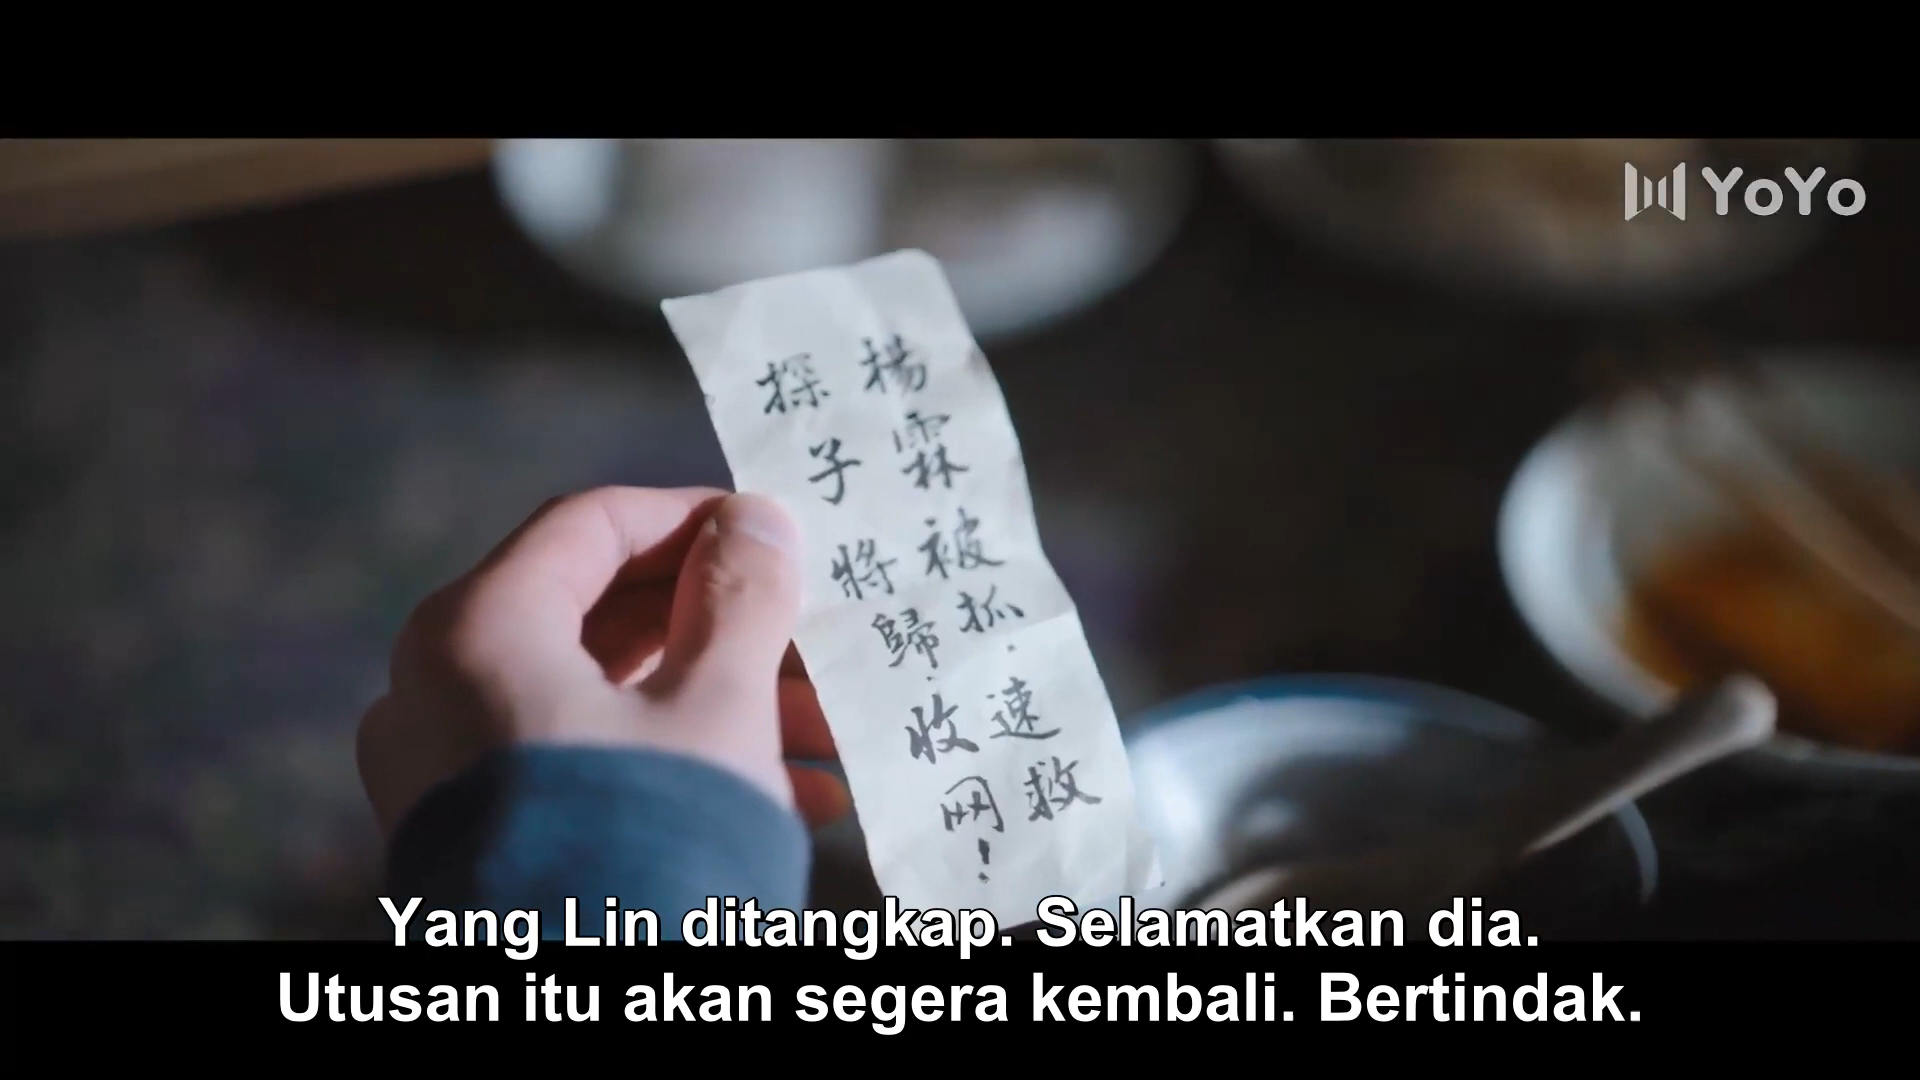 YoYo
楊霖被抓.速救
探子將歸.收网!
Yang Lin ditangkap. Selamatkan dia.
Utusan itu akan segera kembali. Bertindak.